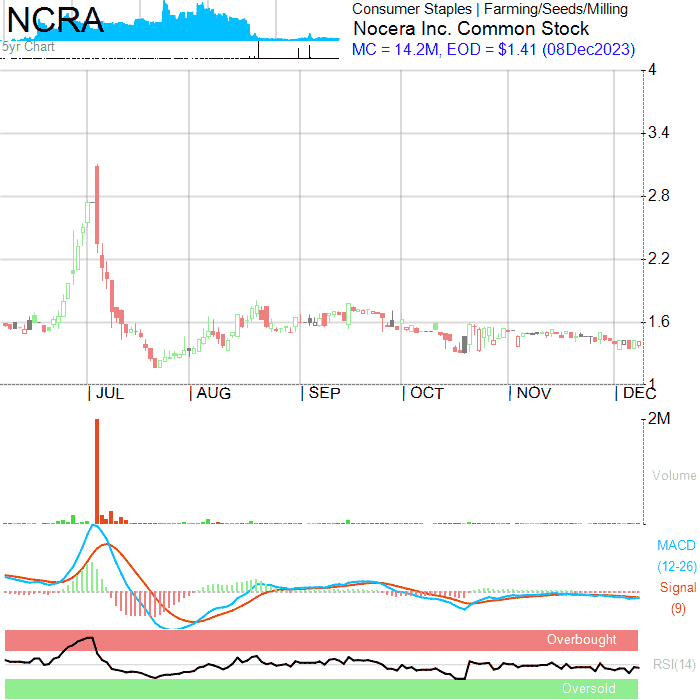 NCRA
5yr Chart
Consumer Staples | Farming/Seeds/Milling
Nocera Inc. Common Stock
MC = 14.2M, EOD = $1.41 (08Dec2023)
4
3.4
2.8
2.2
1.6
1
| JUL | AUG | SEP | OCT | NOV | DEC
2M
Volume
MACD
(12-26)
Signal
(9)
Overbought
RSI(14)
Oversold